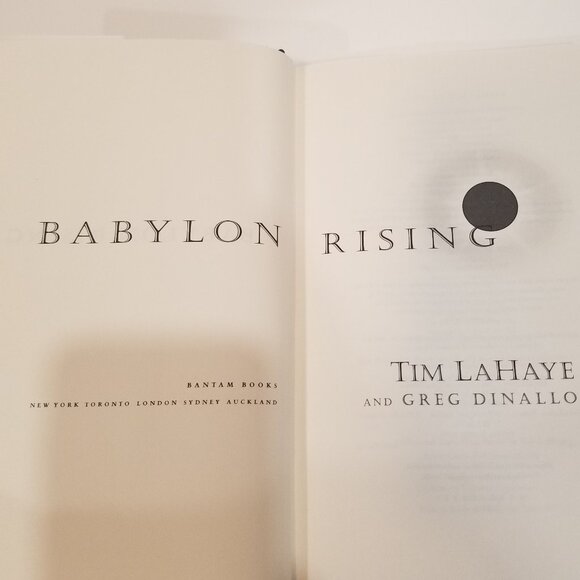 BABYLON RISING
BANTAM BOOKS
NEW YORK TORONTO LONDON SYDNEY AUCKLAND
TIM LAHAYE
AND GREG DINALLO